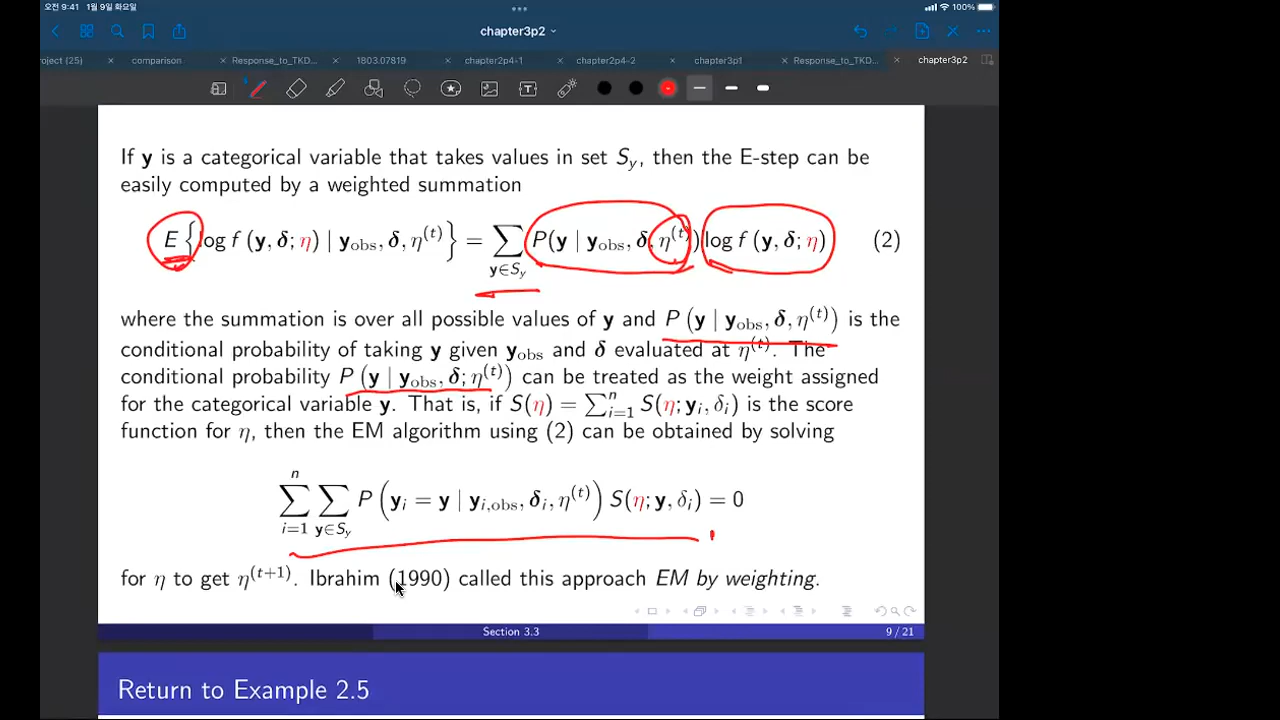 오전 9:41 1월 9일 화요일
100%
chapter3p2
roject (25)
comparison
Response_to_TKD...
1803.07819
chapter2p4-1
chapter2p4-2
chapter3p1
Response_to_TKD...
chapter3p2
If y is a categorical variable that takes values in set S_y, then the E-step can be
easily computed by a weighted summation
E {log f (y, δ; η) | y_obs, δ, η^(t)} = ∑_{y∈S_y} P(y | y_obs, δ, η^(t)) log f (y, δ; η) (2)
where the summation is over all possible values of y and P (y | y_obs, δ, η^(t)) is the
conditional probability of taking y given y_obs and δ evaluated at η^(t). The
conditional probability P (y | y_obs, δ; η^(t)) can be treated as the weight assigned
for the categorical variable y. That is, if S(η) = ∑_{i=1}^n S(η; y_i, δ_i) is the score
function for η, then the EM algorithm using (2) can be obtained by solving
∑_{i=1}^n ∑_{y∈S_y} P (y_i = y | y_{i,obs}, δ_i, η^(t)) S(η; y, δ_i) = 0
for η to get η^(t+1). Ibrahim (1990) called this approach EM by weighting.
Section 3.3
9 / 21
Return to Example 2.5